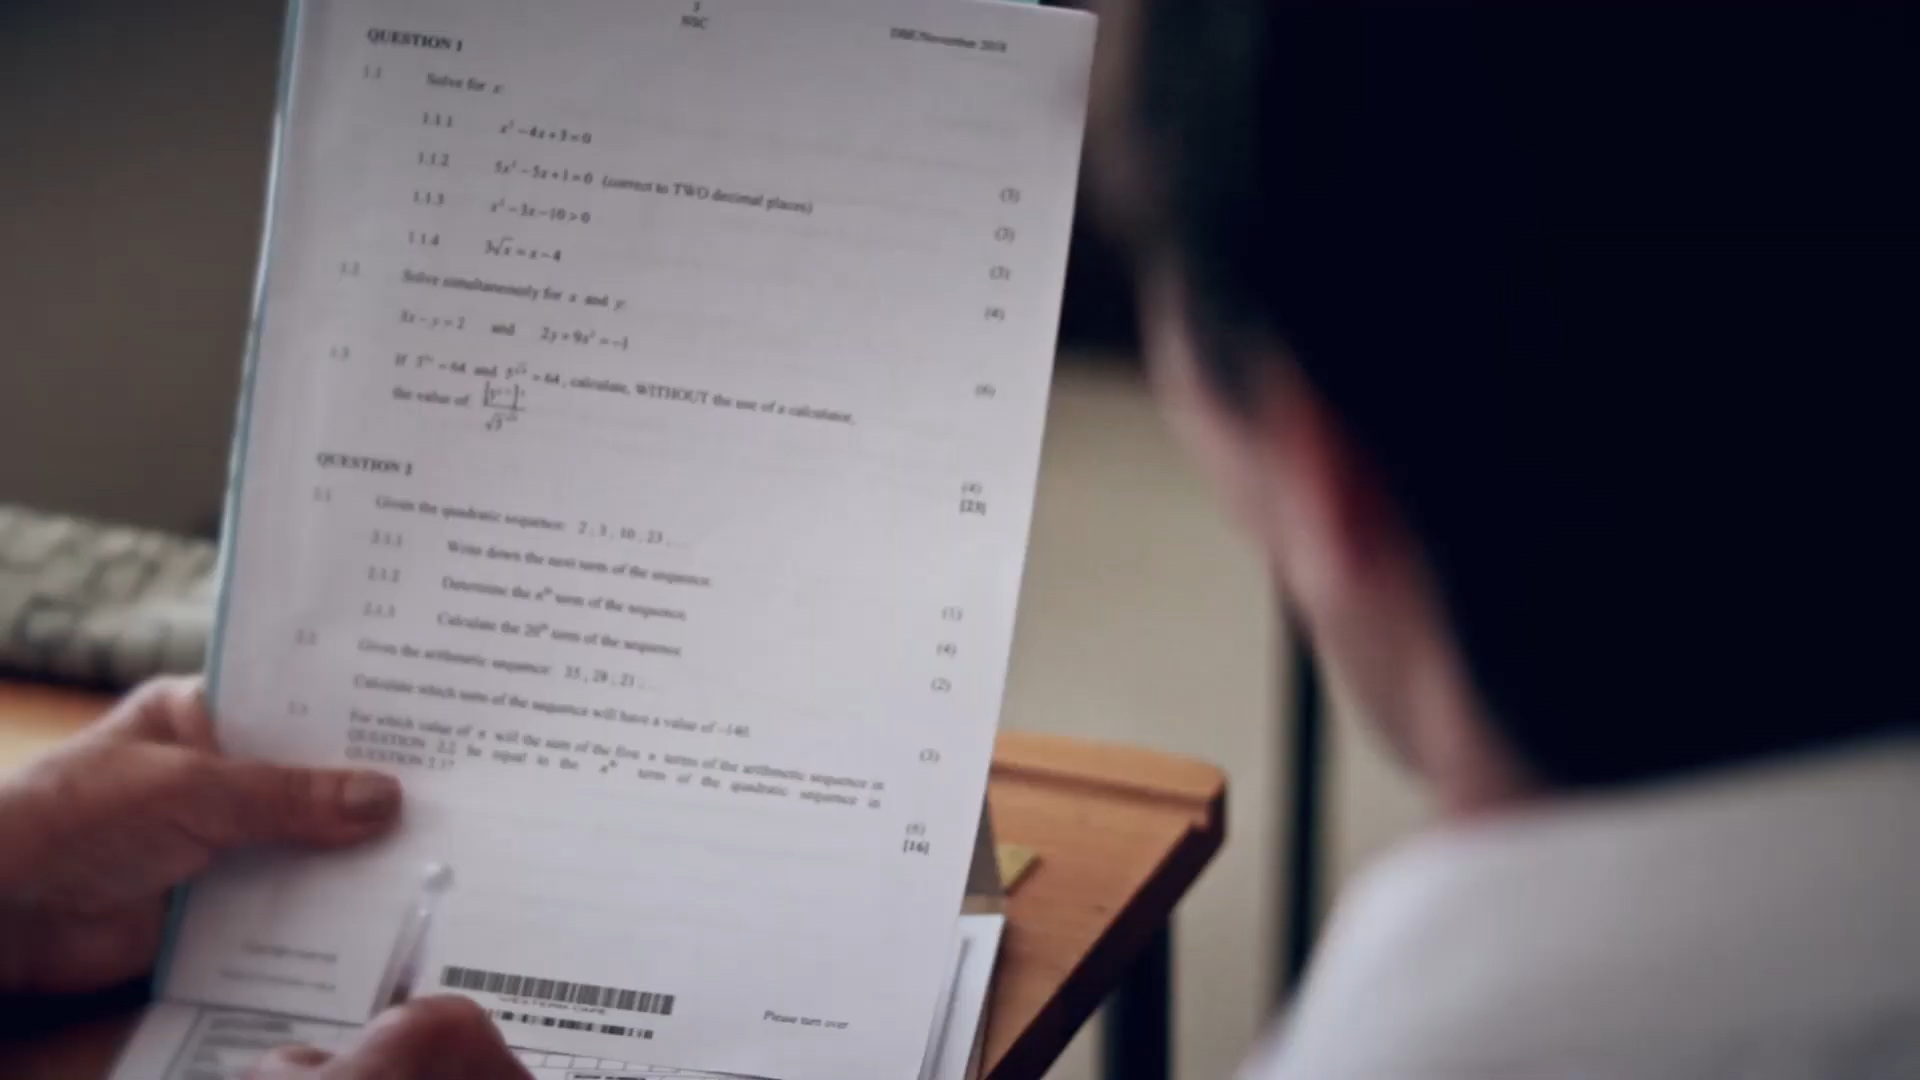 3
NSC
DBE/November 2018
QUESTION 1
1.1 Solve for x:
1.1.1 x² − 4x + 3 = 0 (3)
1.1.2 5x² − 5x + 1 = 0 (correct to TWO decimal places) (3)
1.1.3 x² − 3x − 10 > 0 (3)
1.1.4 3√x = x − 4 (4)
1.2 Solve simultaneously for x and y:
3x − y = 2 and 2y + 9x² = −1 (6)
1.3 If = 64 and = 64, calculate, WITHOUT the use of a calculator,
the value of (4)
[23]
QUESTION 2
2.1 Given the quadratic sequence: 2 ; 3 ; 10 ; 23 ; ...
2.1.1 Write down the next term of the sequence. (1)
2.1.2 Determine the nᵗʰ term of the sequence. (4)
2.1.3 Calculate the 20ᵗʰ term of the sequence. (2)
2.2 Given the arithmetic sequence: 35 ; 28 ; 21 ; ...
Calculate which term of the sequence will have a value of −140. (3)
2.3 For which value of n will the sum of the first n terms of the arithmetic sequence in
QUESTION 2.2 be equal to the nᵗʰ term of the quadratic sequence in
QUESTION 2.1? (6)
[16]
WESTERN CAPE
Please turn over